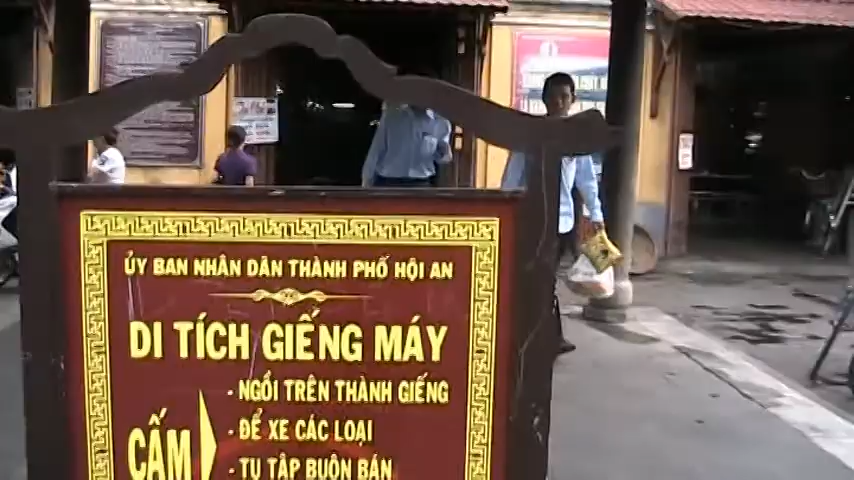 ỦY BAN NHÂN DÂN THÀNH PHỐ HỘI AN
DI TÍCH GIẾNG MÁY
CẤM
- NGỒI TRÊN THÀNH GIẾNG
- ĐỂ XE CÁC LOẠI
- TỤ TẬP BUÔN BÁN